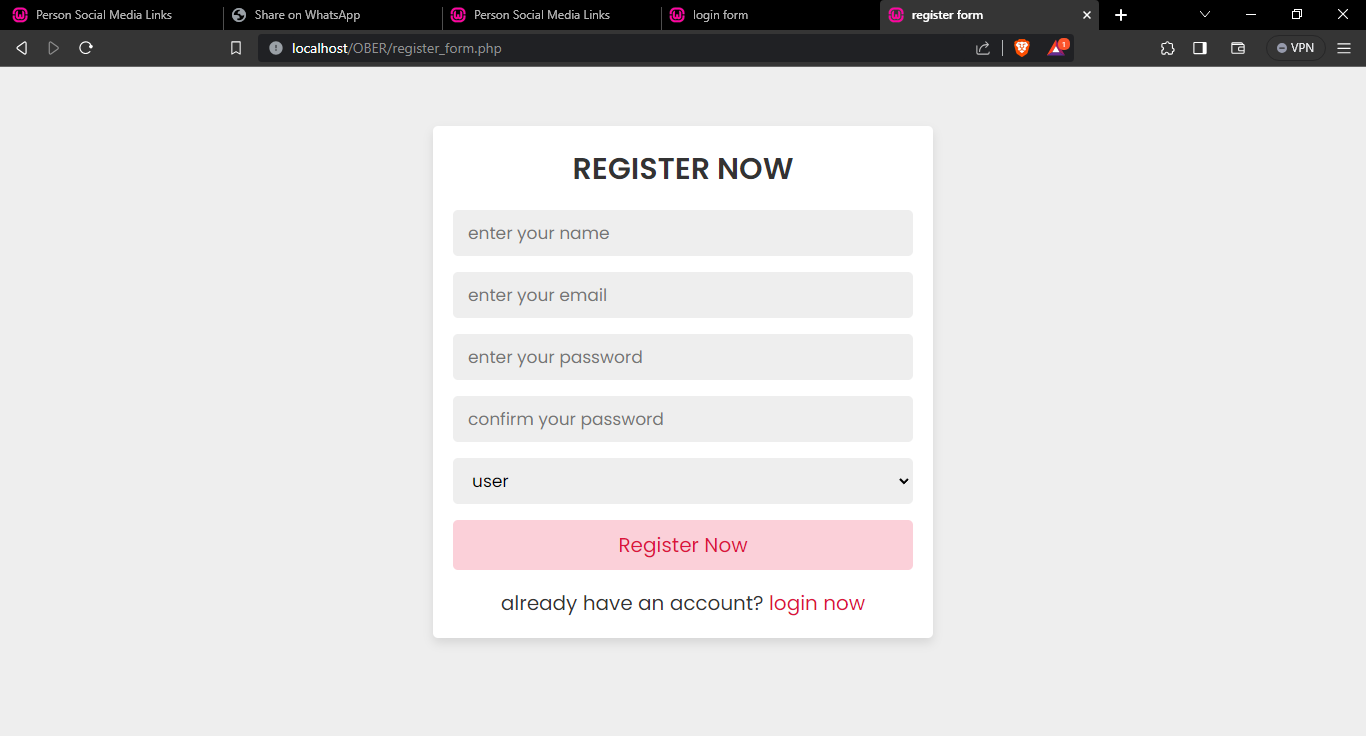 Person Social Media Links
Share on WhatsApp
Person Social Media Links
login form
register form
localhost/OBER/register_form.php
1
VPN
REGISTER NOW
enter your name
enter your email
enter your password
confirm your password
user
Register Now
already have an account? login now